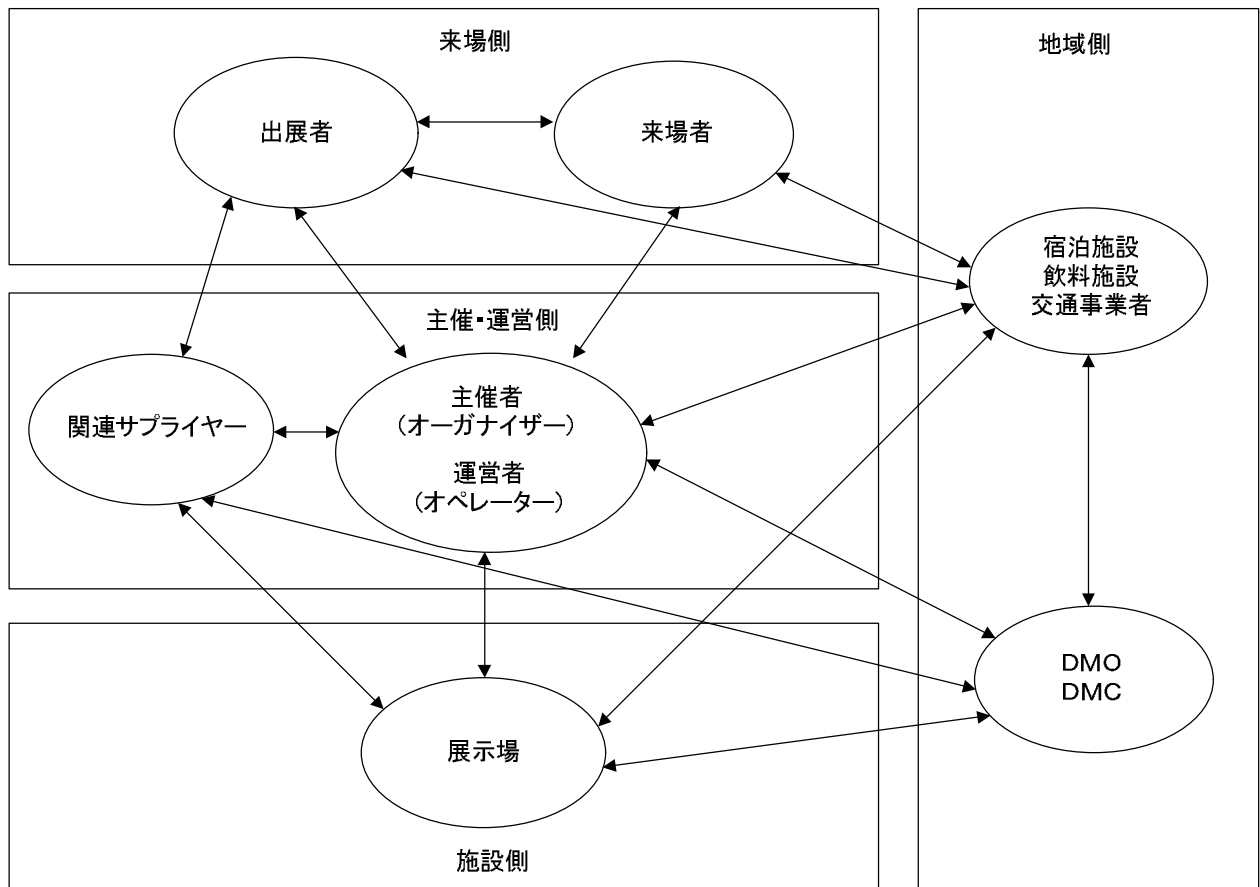 来場側
出展者
来場者
地域側
宿泊施設
飲料施設
交通事業者
主催・運営側
関連サプライヤー
主催者
(オーガナイザー)
運営者
(オペレーター)
DMO
DMC
展示場
施設側